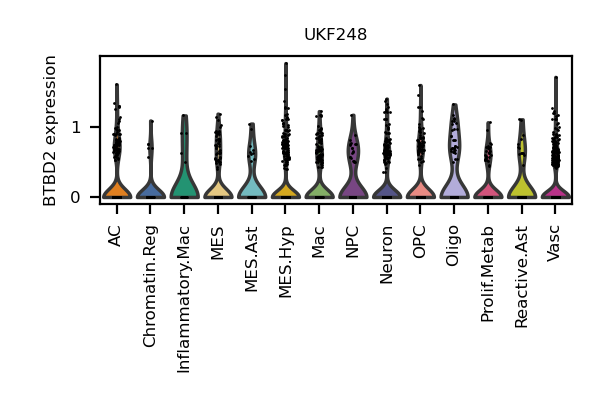 UKF248
BTBD2 expression
1
0
AC
Chromatin.Reg
Inflammatory.Mac
MES
MES.Ast
MES.Hyp
Mac
NPC
Neuron
OPC
Oligo
Prolif.Metab
Reactive.Ast
Vasc